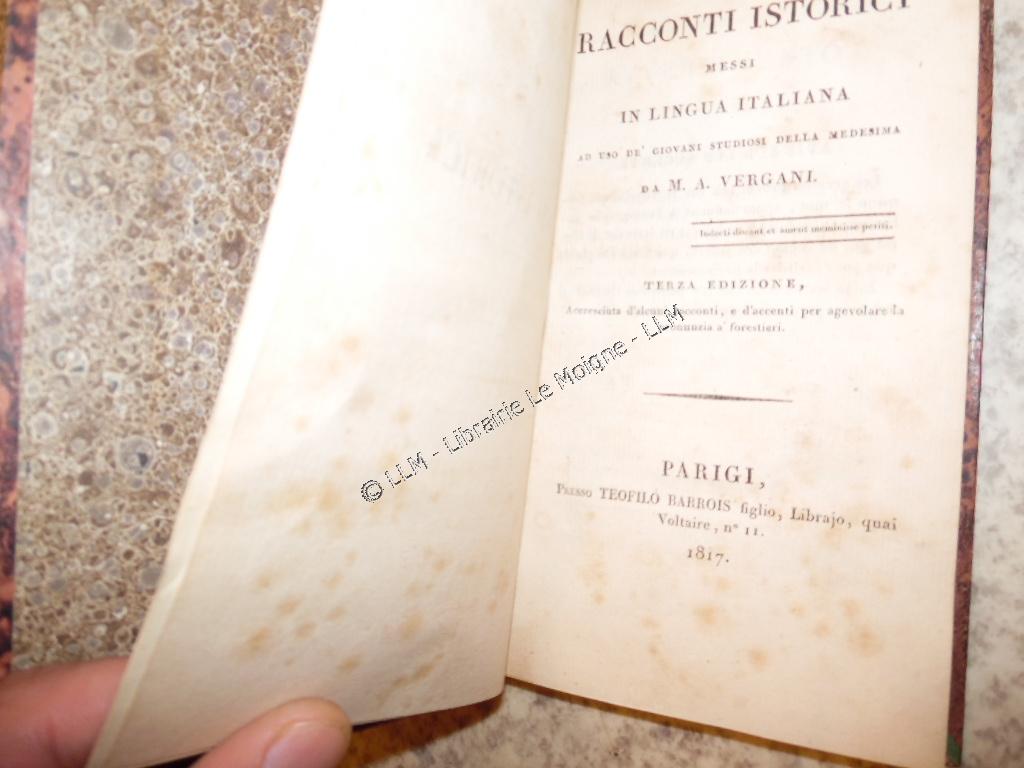 RACCONTI ISTORICI
MESSI
IN LINGUA ITALIANA
AD USO DE' GIOVANI STUDIOSI DELLA MEDESIMA
DA M. A. VERGANI.
Indocti discant et ament meminisse periti.
TERZA EDIZIONE,
Accresciuta d'alcuni racconti, e d'accenti per agevolare la
pronunzia a' forestieri.
PARIGI,
PRESSO TEOFILO BARROIS figlio, Librajo, quai
Voltaire, n° 11.
1817.
© LLM - Librairie Le Moigne - LLM